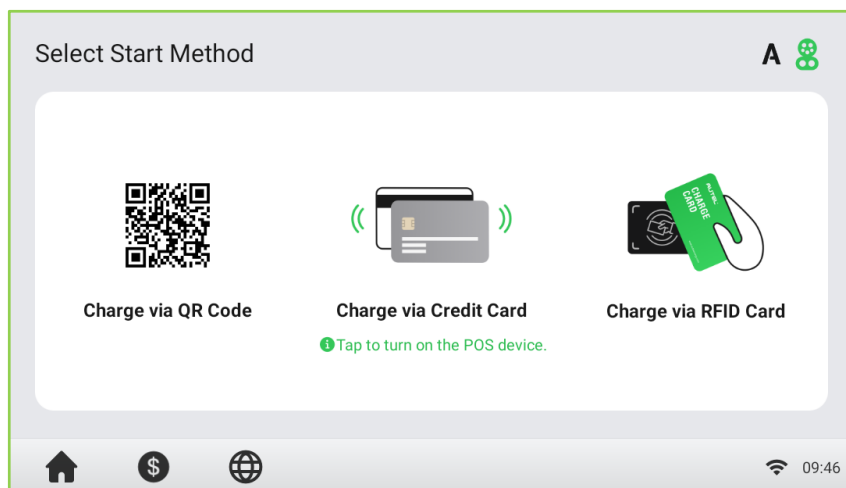 Select Start Method
A
AUTEL
CHARGE
CARD
Charge via QR Code
Charge via Credit Card
Charge via RFID Card
Tap to turn on the POS device.
09:46